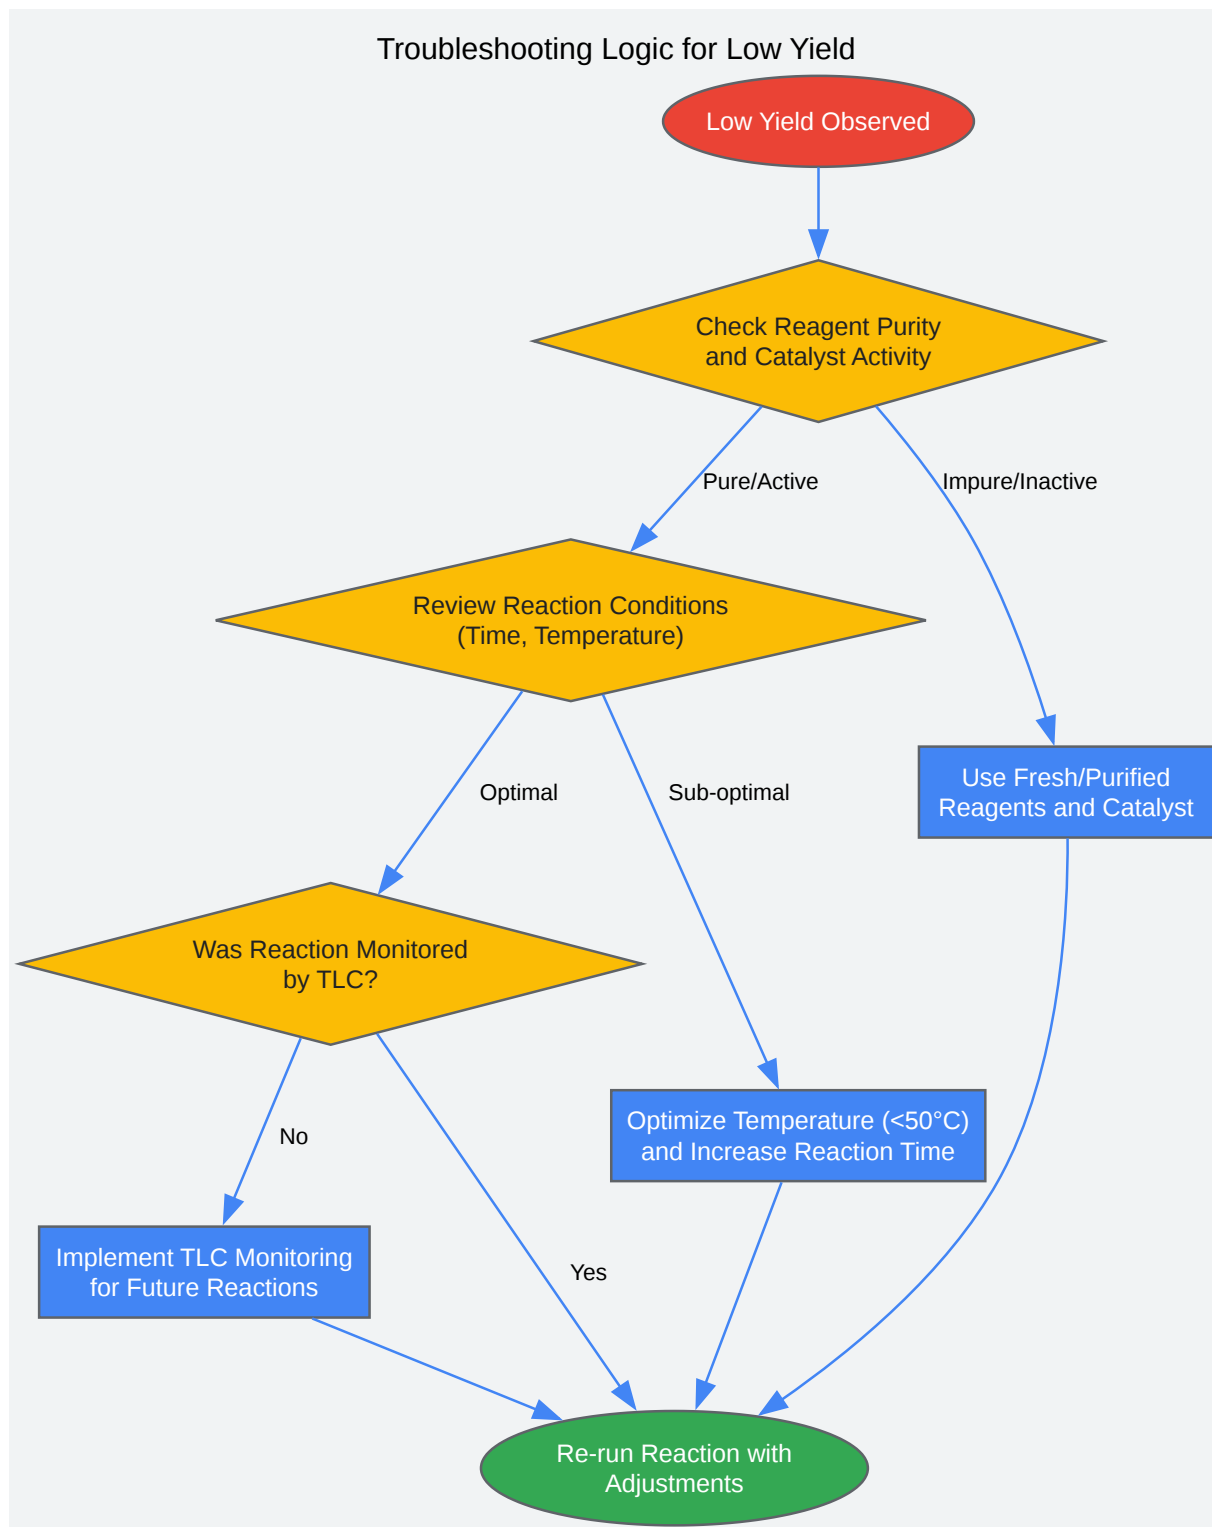 Troubleshooting Logic for Low Yield
Low Yield Observed
Check Reagent Purity
and Catalyst Activity
Pure/Active
Impure/Inactive
Review Reaction Conditions
(Time, Temperature)
Optimal
Sub-optimal
Use Fresh/Purified
Reagents and Catalyst
Was Reaction Monitored
by TLC?
No
Optimize Temperature (<50°C)
and Increase Reaction Time
Implement TLC Monitoring
for Future Reactions
Yes
Re-run Reaction with
Adjustments